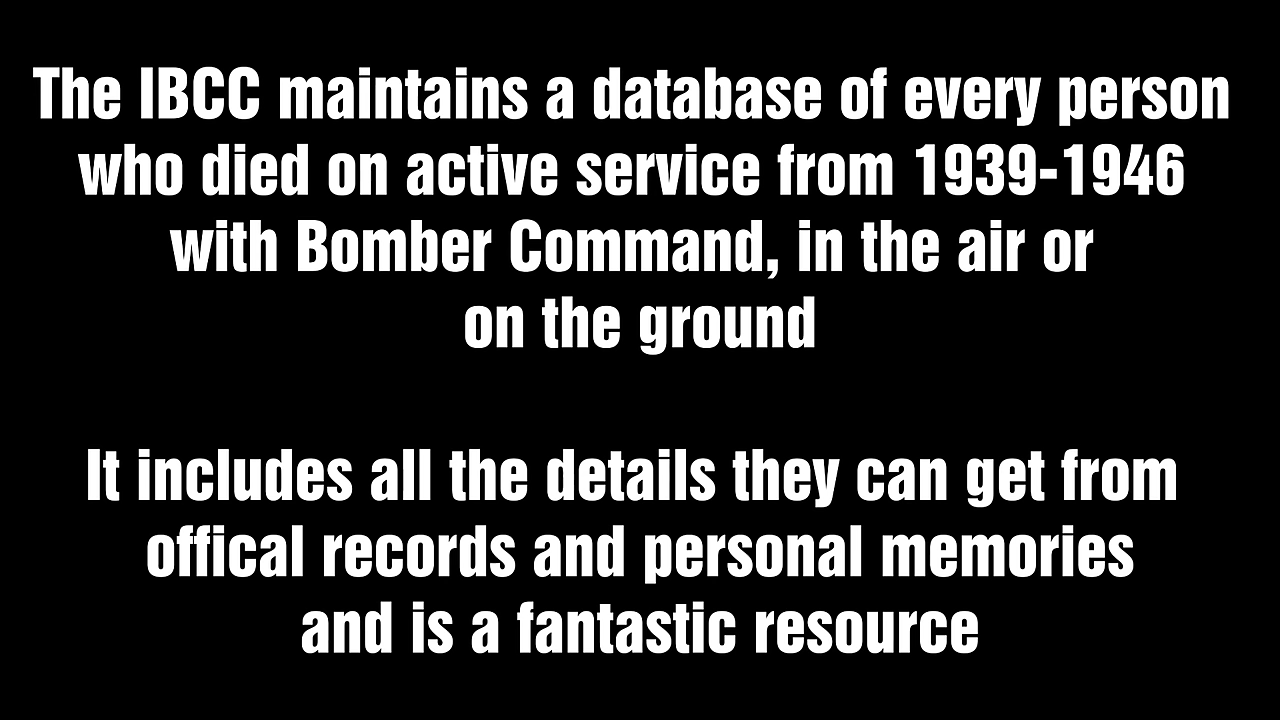 The IBCC maintains a database of every person
who died on active service from 1939-1946
with Bomber Command, in the air or
on the ground
It includes all the details they can get from
offical records and personal memories
and is a fantastic resource